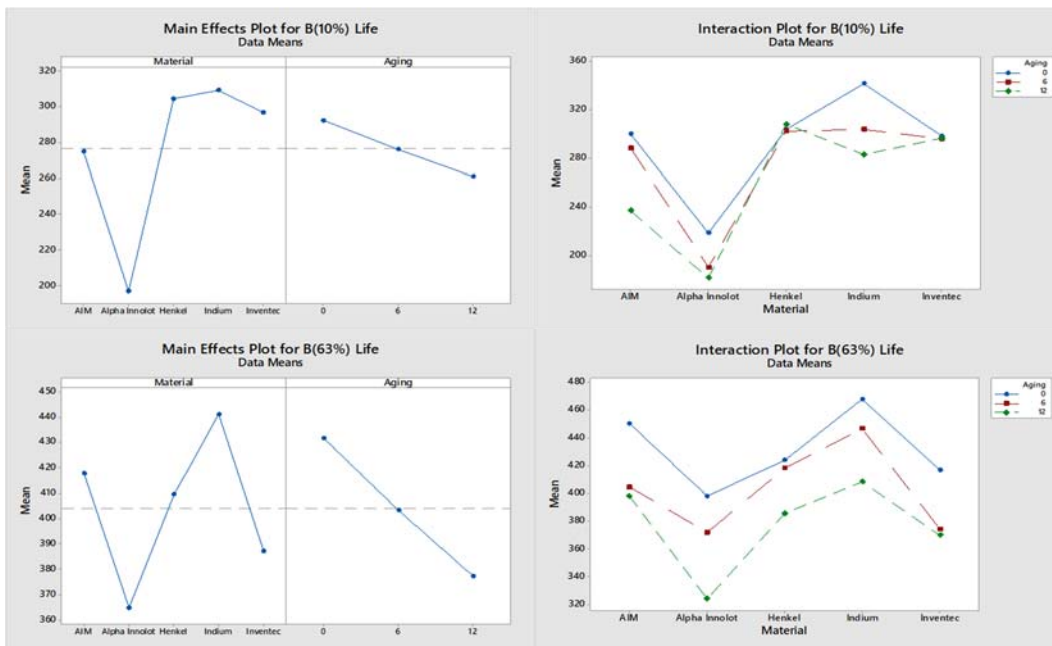 Main Effects Plot for B(10%) Life
Data Means
Material Aging
Mean
320
300
280
260
240
220
200
AIM Alpha Innolot Henkel Indium Inventec 0 6 12
Interaction Plot for B(10%) Life
Data Means
Mean
360
320
280
240
200
AIM Alpha Innolot Henkel Indium Inventec
Material
Aging
0
6
12
Main Effects Plot for B(63%) Life
Data Means
Material Aging
Mean
450
440
430
420
410
400
390
380
370
360
AIM Alpha Innolot Henkel Indium Inventec 0 6 12
Interaction Plot for B(63%) Life
Data Means
Mean
480
460
440
420
400
380
360
340
320
AIM Alpha Innolot Henkel Indium Inventec
Material
Aging
0
6
12